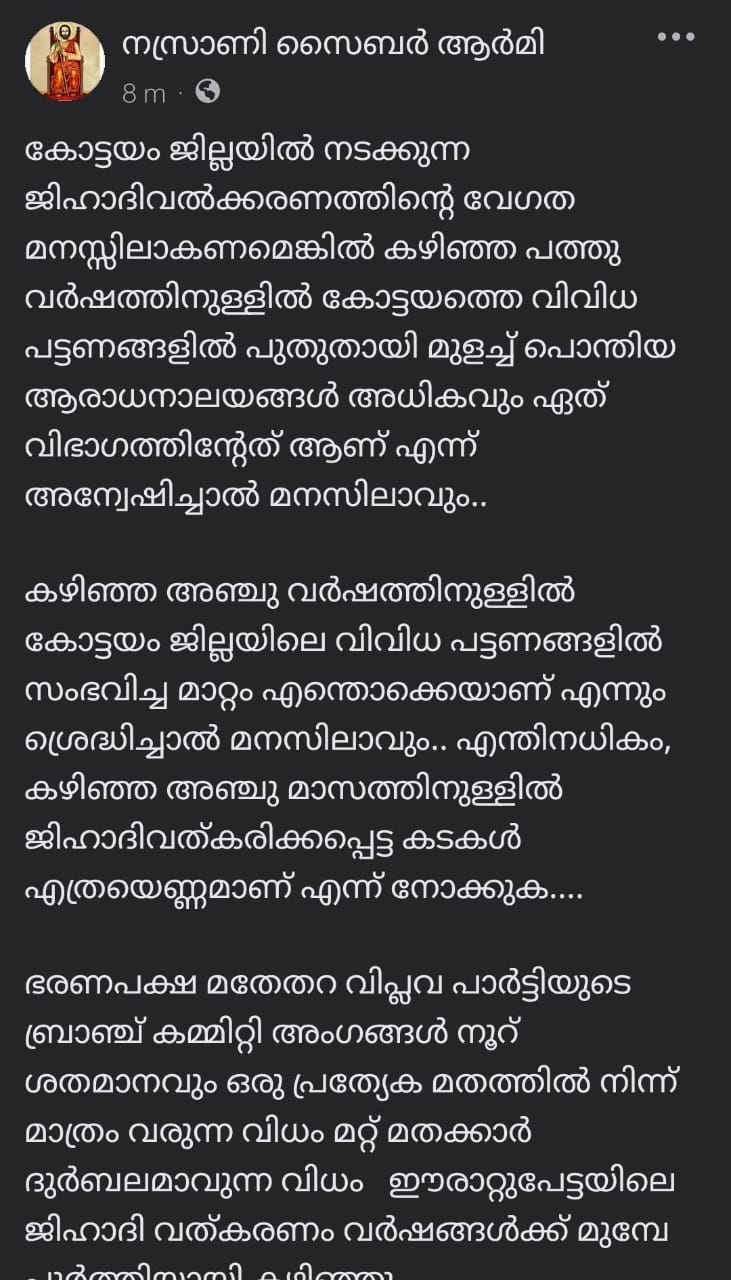 നസ്രാണി സൈബർ ആർമി
8 m ·
കോട്ടയം ജില്ലയിൽ നടക്കുന്ന
ജിഹാദിവൽക്കരണത്തിന്റെ വേഗത
മനസ്സിലാകണമെങ്കിൽ കഴിഞ്ഞ പത്തു
വർഷത്തിനുള്ളിൽ കോട്ടയത്തെ വിവിധ
പട്ടണങ്ങളിൽ പുതുതായി മുളച്ച് പൊന്തിയ
ആരാധനാലയങ്ങൾ അധികവും ഏത്
വിഭാഗത്തിന്റേത് ആണ് എന്ന്
അന്വേഷിച്ചാൽ മനസിലാവും..
കഴിഞ്ഞ അഞ്ചു വർഷത്തിനുള്ളിൽ
കോട്ടയം ജില്ലയിലെ വിവിധ പട്ടണങ്ങളിൽ
സംഭവിച്ച മാറ്റം എന്തൊക്കെയാണ് എന്നും
ശ്രെദ്ധിച്ചാൽ മനസിലാവും.. എന്തിനധികം,
കഴിഞ്ഞ അഞ്ചു മാസത്തിനുള്ളിൽ
ജിഹാദിവത്കരിക്കപ്പെട്ട കടകൾ
എത്രയെണ്ണമാണ് എന്ന് നോക്കുക....
ഭരണപക്ഷ മതേതറ വിപ്ലവ പാർട്ടിയുടെ
ബ്രാഞ്ച് കമ്മിറ്റി അംഗങ്ങൾ നൂറ്
ശതമാനവും ഒരു പ്രത്യേക മതത്തിൽ നിന്ന്
മാത്രം വരുന്ന വിധം മറ്റ് മതക്കാർ
ദുർബലമാവുന്ന വിധം ഈരാറ്റുപേട്ടയിലെ
ജിഹാദി വത്കരണം വർഷങ്ങൾക്ക് മുമ്പേ